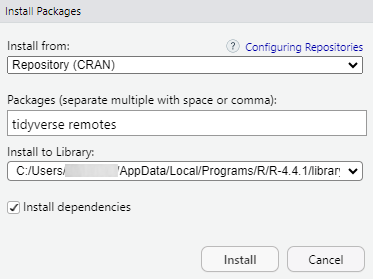 Install Packages
Install from:
? Configuring Repositories
Repository (CRAN)
Packages (separate multiple with space or comma):
tidyverse remotes
Install to Library:
C:/Users/ /AppData/Local/Programs/R/R-4.4.1/library
Install dependencies
Install
Cancel